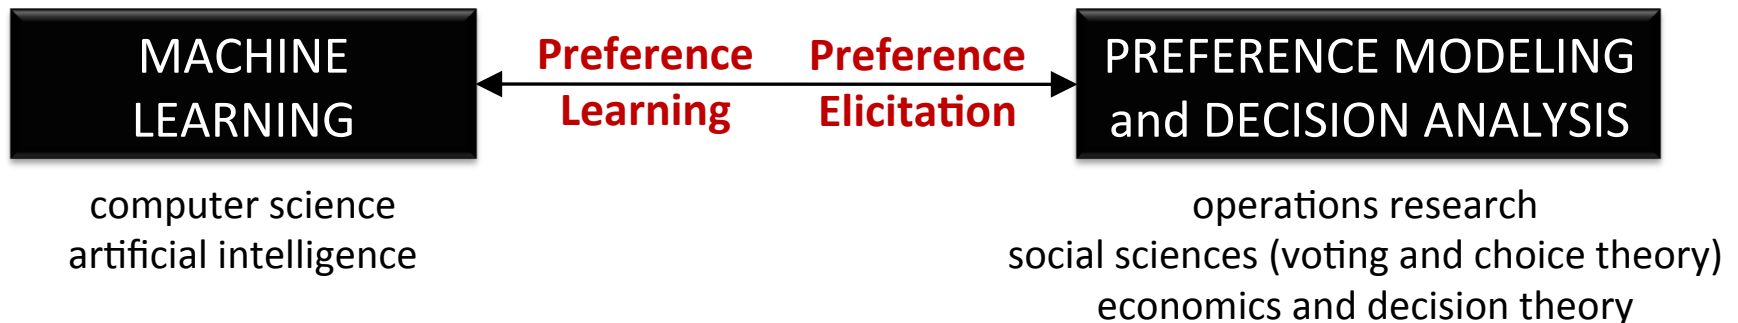 MACHINE
LEARNING
Preference
Learning
Preference
Elicitation
PREFERENCE MODELING
and DECISION ANALYSIS
computer science
artificial intelligence
operations research
social sciences (voting and choice theory)
economics and decision theory